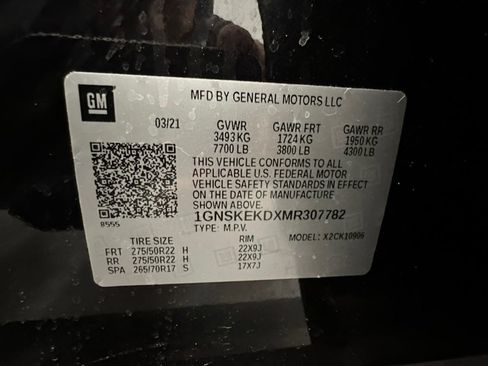 GM
MFD BY GENERAL MOTORS LLC
03/21 GVWR GAWR FRT GAWR RR
3493 KG 1724 KG 1950 KG
7700 LB 3800 LB 4300 LB
THIS VEHICLE CONFORMS TO ALL
APPLICABLE U.S. FEDERAL MOTOR
VEHICLE SAFETY STANDARDS IN EFFECT
ON THE DATE OF MANUFACTURE
SHOWN ABOVE.
1GNSKEKDXMR307782
8555
TYPE: M.P.V. MODEL: X2CK10906
TIRE SIZE RIM
FRT 275/50R22 H 22X9J
RR 275/50R22 H 22X9J
SPA 265/70R17 S 17X7J